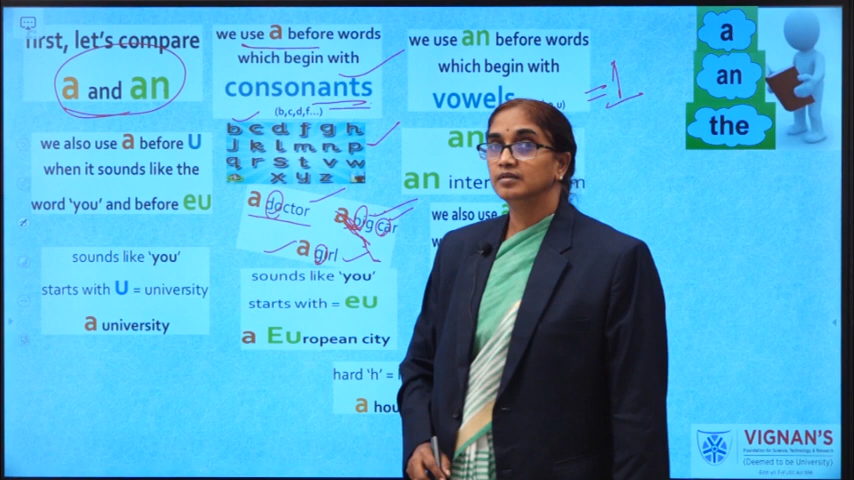 first, let's compare
a and an
we use a before words
which begin with
consonants
(b,c,d,f...)
b c d f g h
j k l m n p
q r s t v w
x y z
a doctor
a big car
a girl
we use an before words
which begin with
vowels
an
an inter
we also use
we also use a before U
when it sounds like the
word 'you' and before eu
sounds like 'you'
starts with U = university
a university
sounds like 'you'
starts with = eu
a European city
hard 'h' =
a hou
a
an
the
VIGNAN'S
Foundation for Science, Technology & Research
(Deemed to be University)